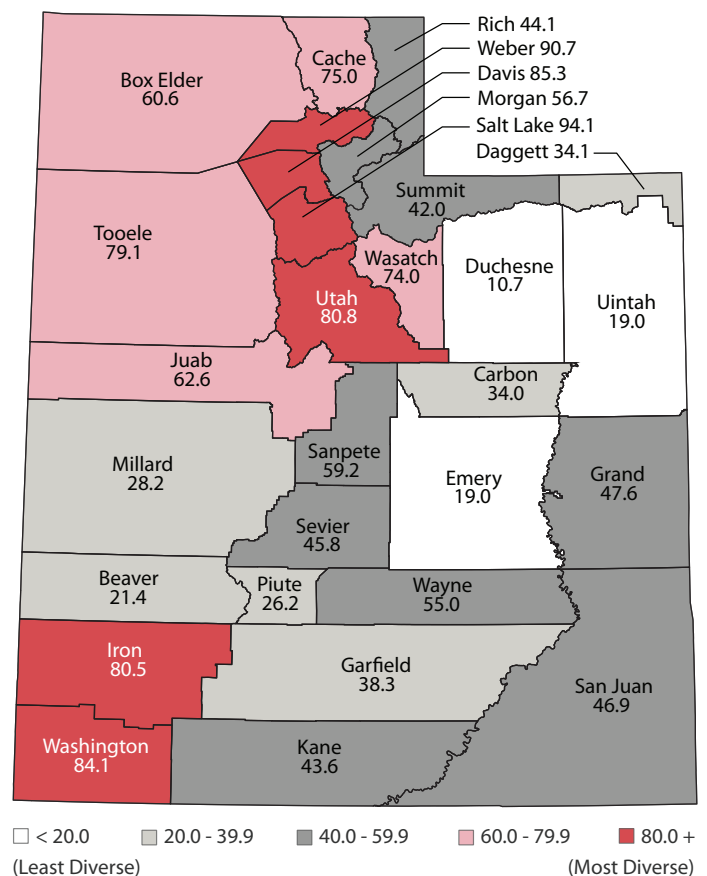 Rich 44.1
Weber 90.7
Davis 85.3
Morgan 56.7
Salt Lake 94.1
Daggett 34.1
Cache
75.0
Box Elder
60.6
Summit
42.0
Tooele
79.1
Wasatch
74.0
Duchesne
10.7
Uintah
19.0
Utah
80.8
Juab
62.6
Carbon
34.0
Sanpete
59.2
Millard
28.2
Emery
19.0
Grand
47.6
Sevier
45.8
Beaver
21.4
Piute
26.2
Wayne
55.0
Iron
80.5
Garfield
38.3
San Juan
46.9
Washington
84.1
Kane
43.6
< 20.0 20.0 - 39.9 40.0 - 59.9 60.0 - 79.9 80.0 +
(Least Diverse) (Most Diverse)